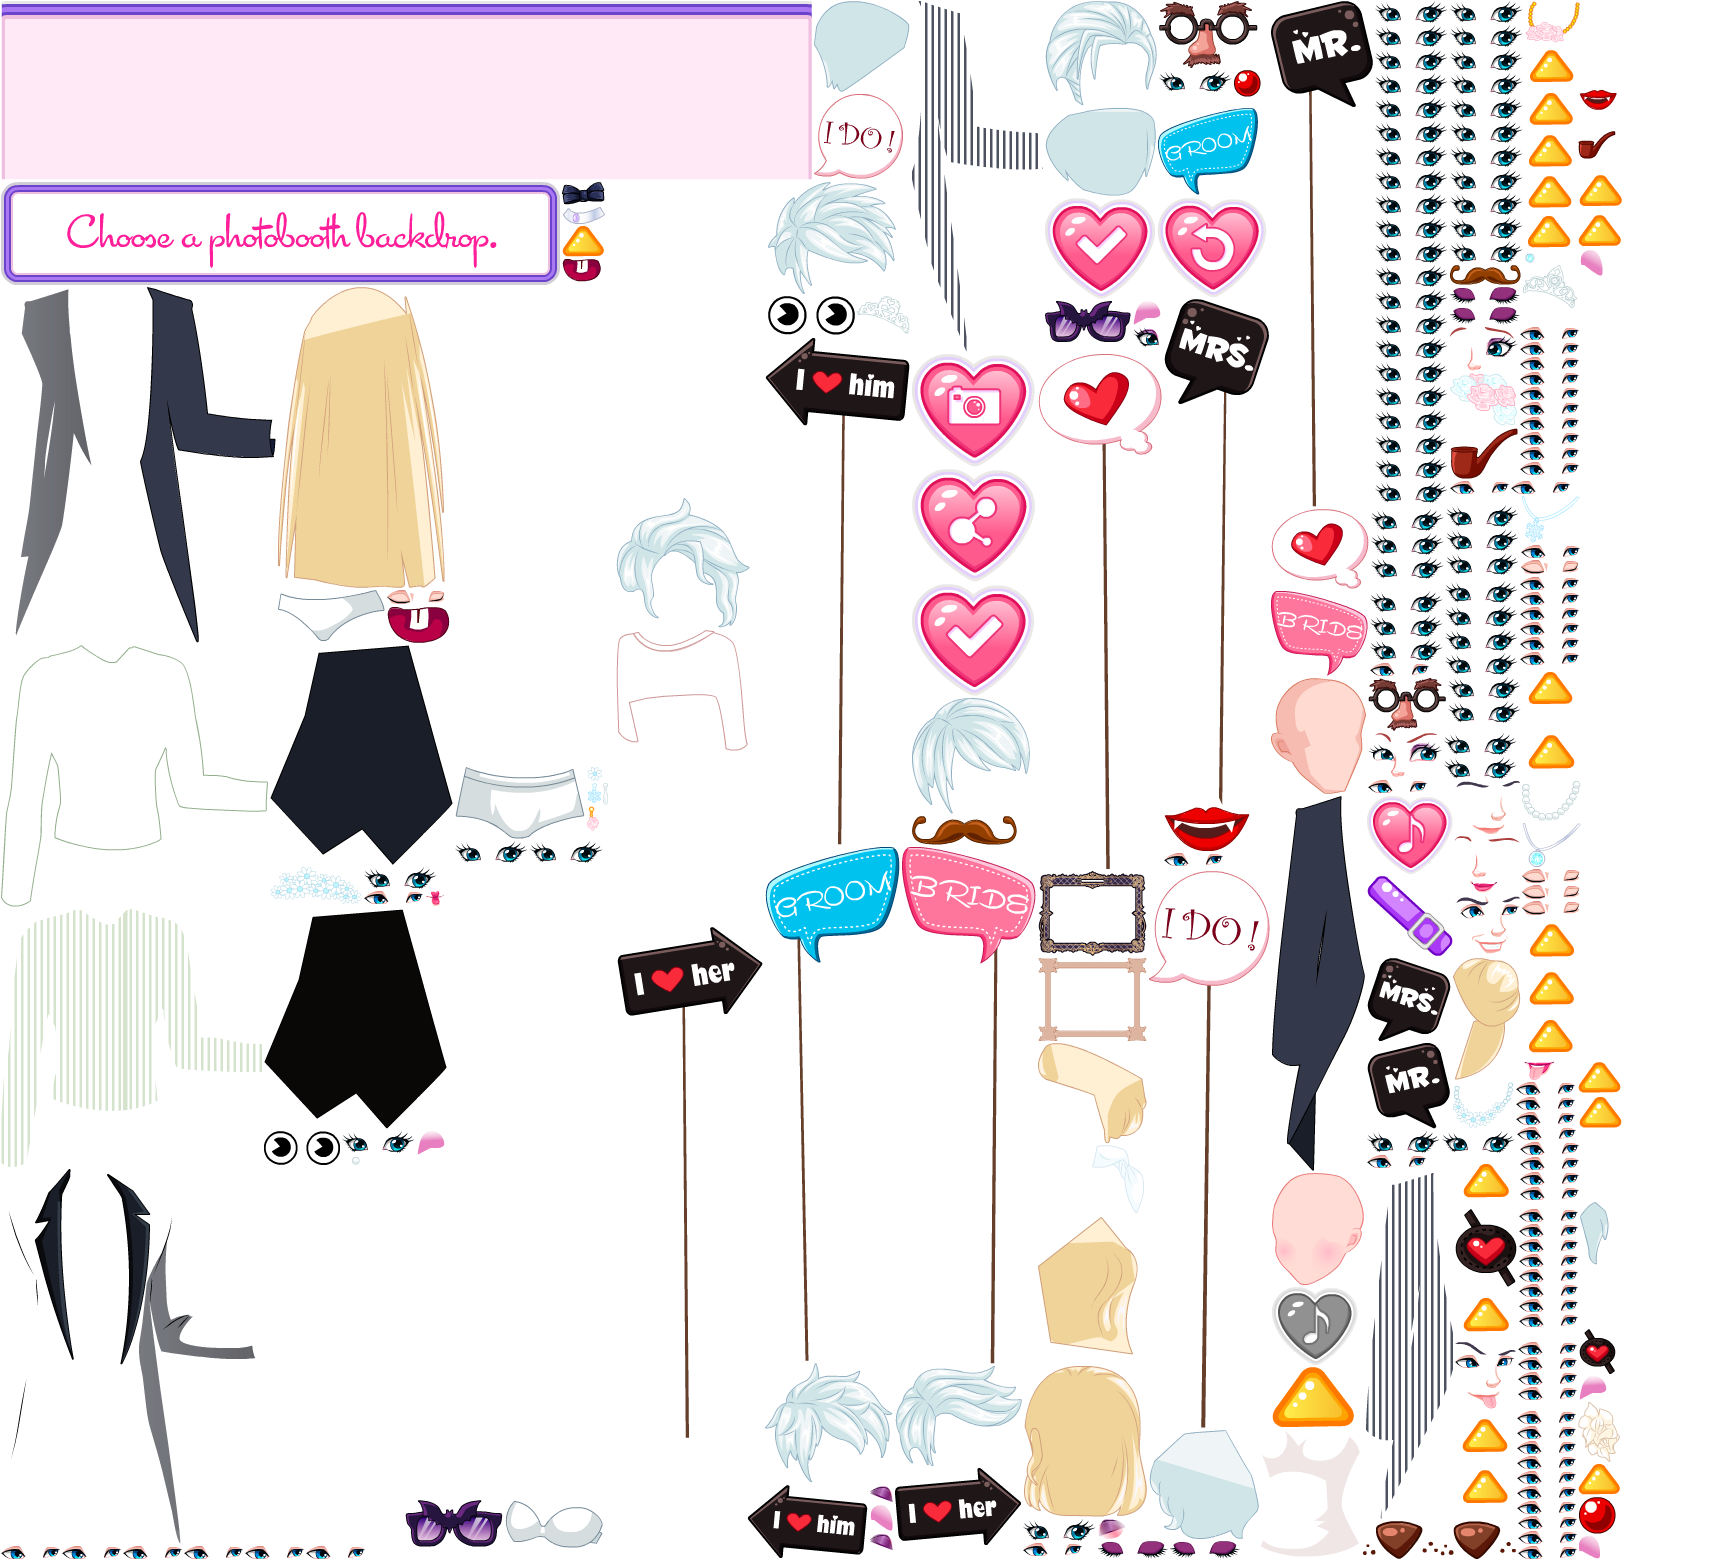 I DO !
MR.
GROOM
Choose a photobooth backdrop.
MRS.
I him
BRIDE
GROOM
BRIDE
I DO !
I her
MRS.
MR.
I him
I her